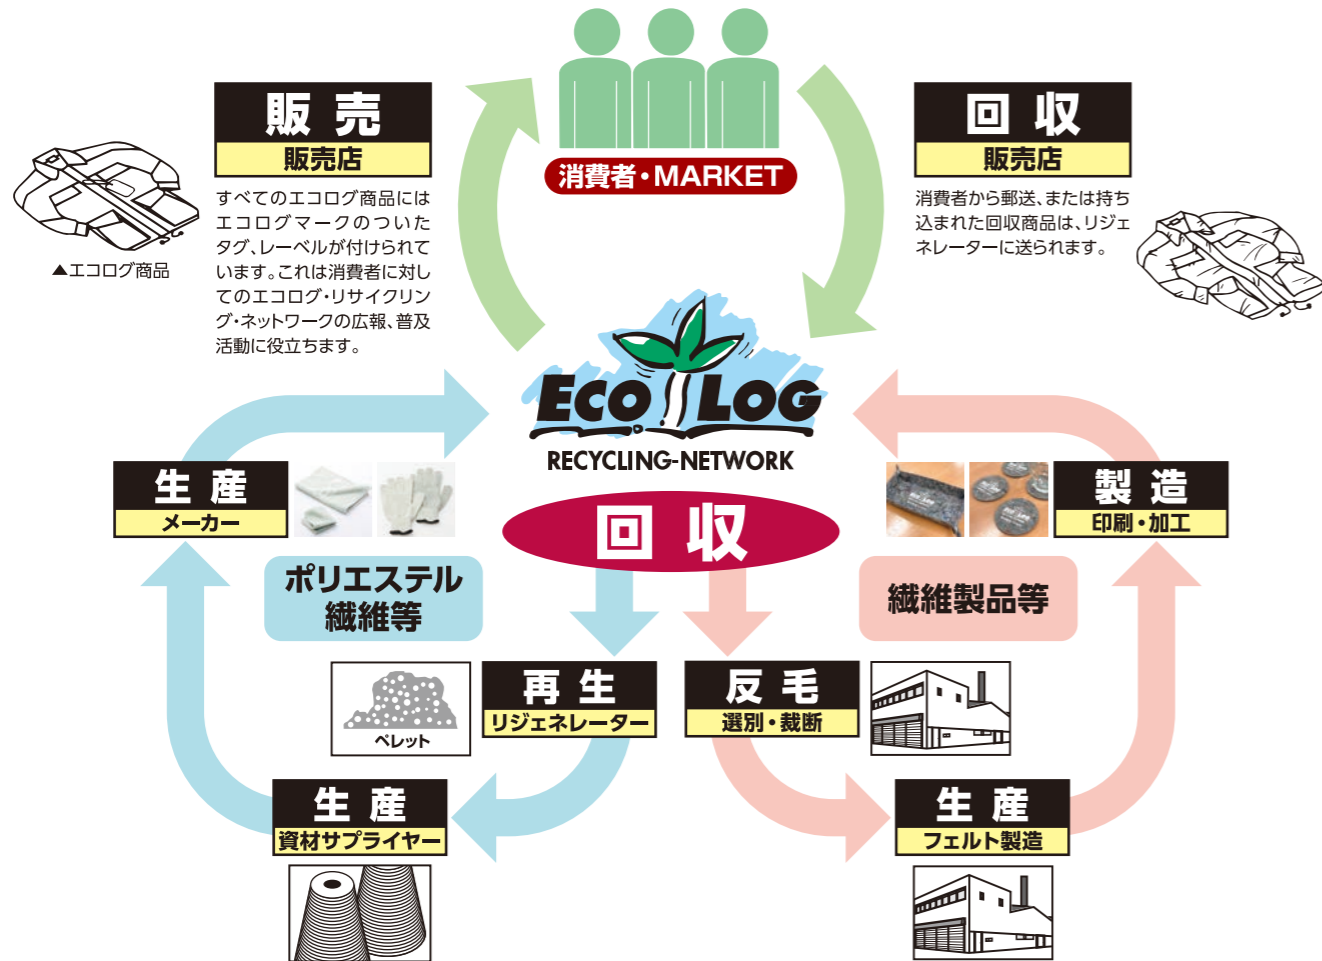 販売
販売店
すべてのエコログ商品には
エコログマークのついた
タグ、レーベルが付けられて
います。これは消費者に対し
てのエコログ・リサイクリン
グ・ネットワークの広報、普及
活動に役立ちます。
▲エコログ商品
消費者・MARKET
回収
販売店
消費者から郵送、または持ち
込まれた回収商品は、リジェ
ネレーターに送られます。
ECOLOG
RECYCLING-NETWORK
回収
生産
メーカー
ポリエステル
繊維等
製造
印刷・加工
繊維製品等
ペレット
再生
リジェネレーター
反毛
選別・裁断
生産
資材サプライヤー
生産
フェルト製造